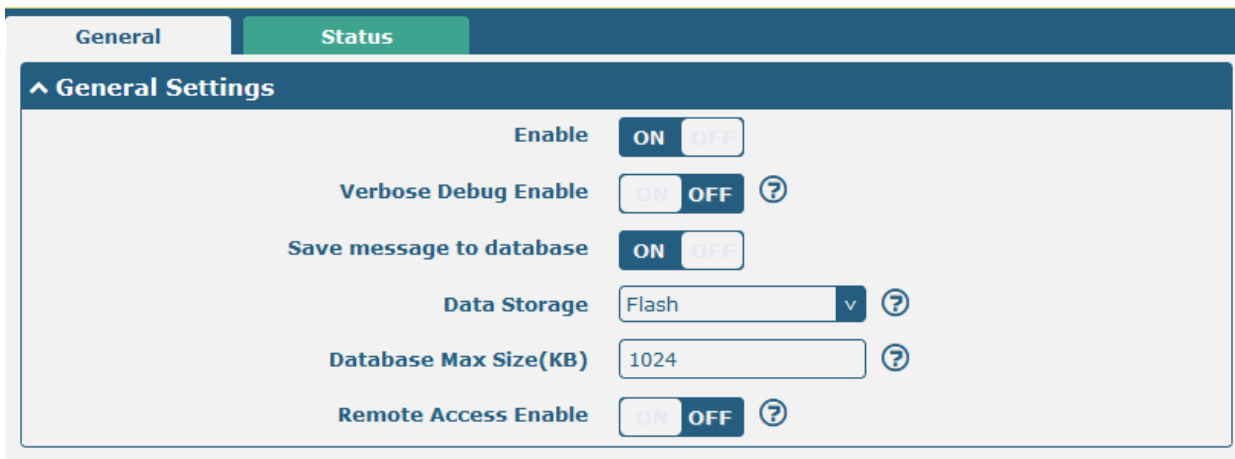 General Status
General Settings
Enable ON OFF
Verbose Debug Enable ON OFF ?
Save message to database ON OFF
Data Storage Flash v ?
Database Max Size(KB) 1024 ?
Remote Access Enable ON OFF ?